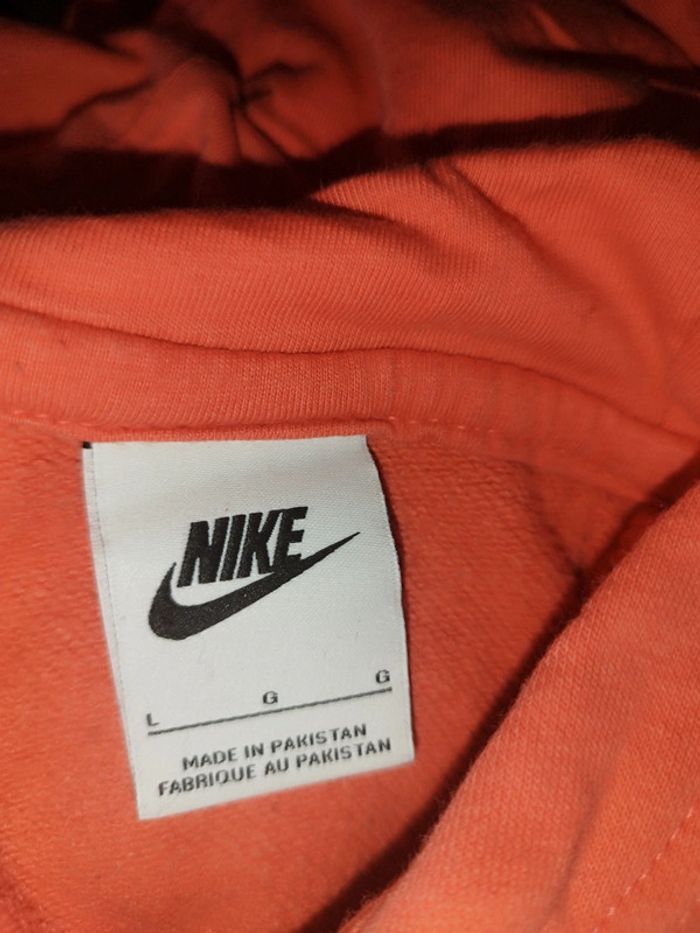 NIKE
L G G
MADE IN PAKISTAN
FABRIQUE AU PAKISTAN